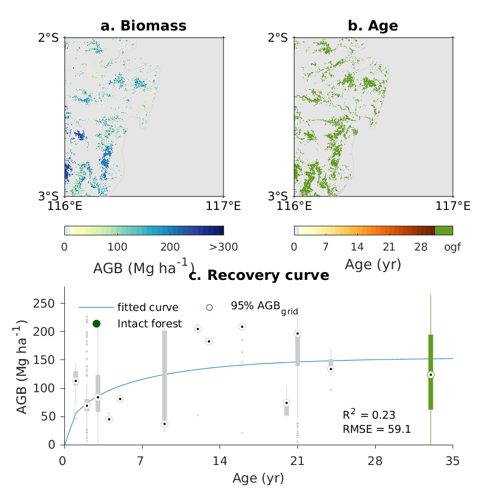 a. Biomass
b. Age
2°S
2°S
3°S
3°S
116°E
117°E
116°E
117°E
0
100
200
>300
0
7
14
21
28
ogf
AGB (Mg ha-1)
Age (yr)
c. Recovery curve
250
200
150
100
50
0
AGB (Mg ha-1)
fitted curve
95% AGBgrid
Intact forest
R2 = 0.23
RMSE = 59.1
0
7
14
21
28
35
Age (yr)